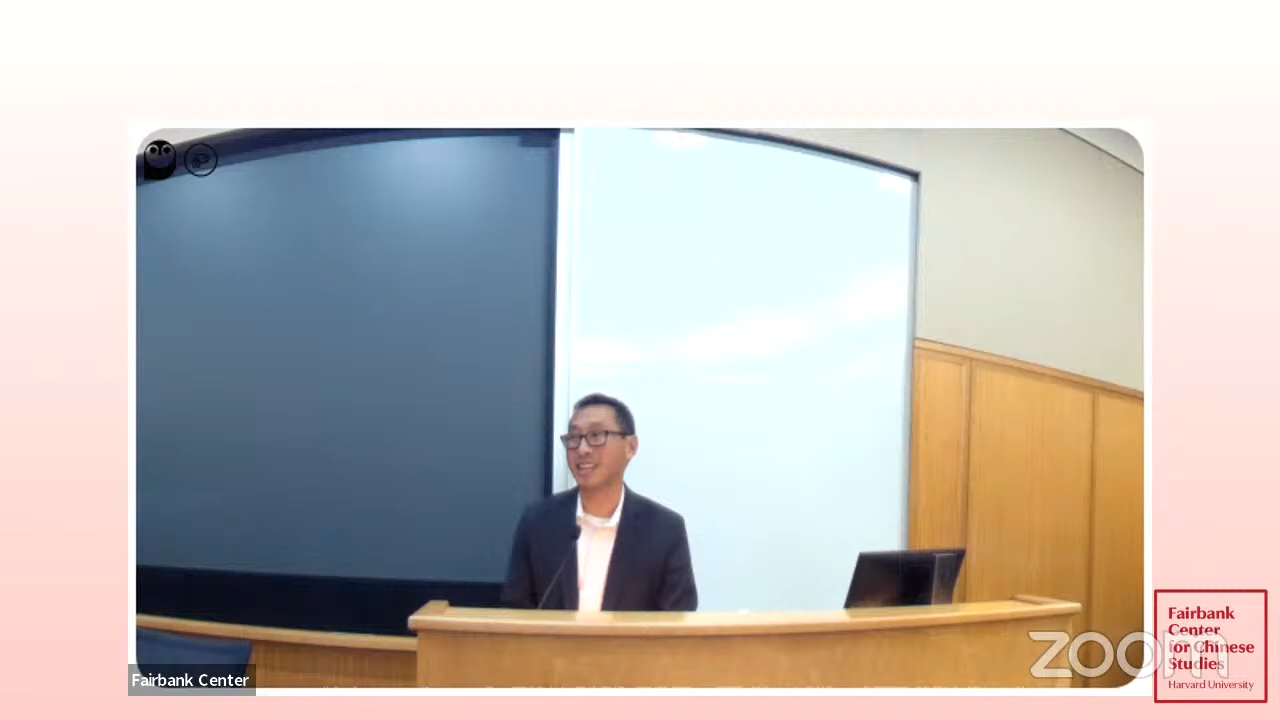 Fairbank Center
zoom
Fairbank
Center
for Chinese
Studies
Harvard University